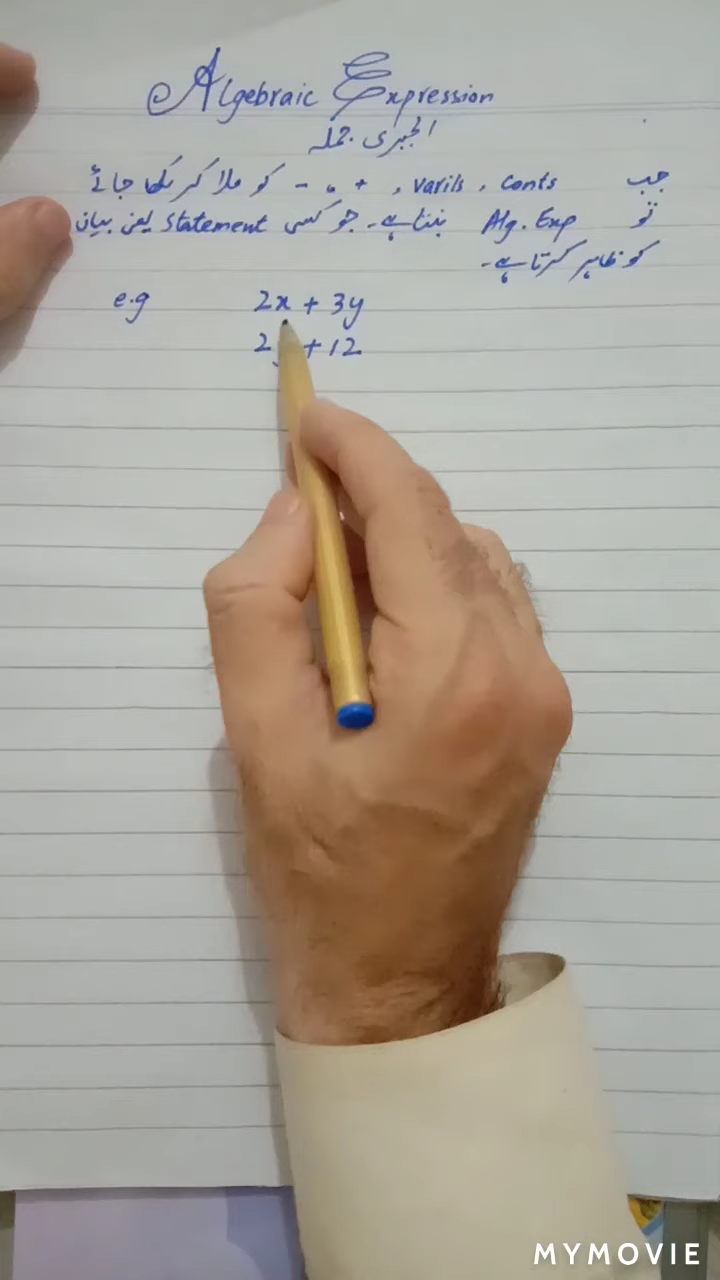 Algebraic Expression
الجبری جملہ
جب Conts ، Varils ، + ، - کو ملا کر لکھا جائے
تو Alg. Exp بنتا ہے۔ جو کسی Statement یعنی بیان
کو ظاہر کرتا ہے۔
e.g 2x + 3y
2 + 12
MYMOVIE